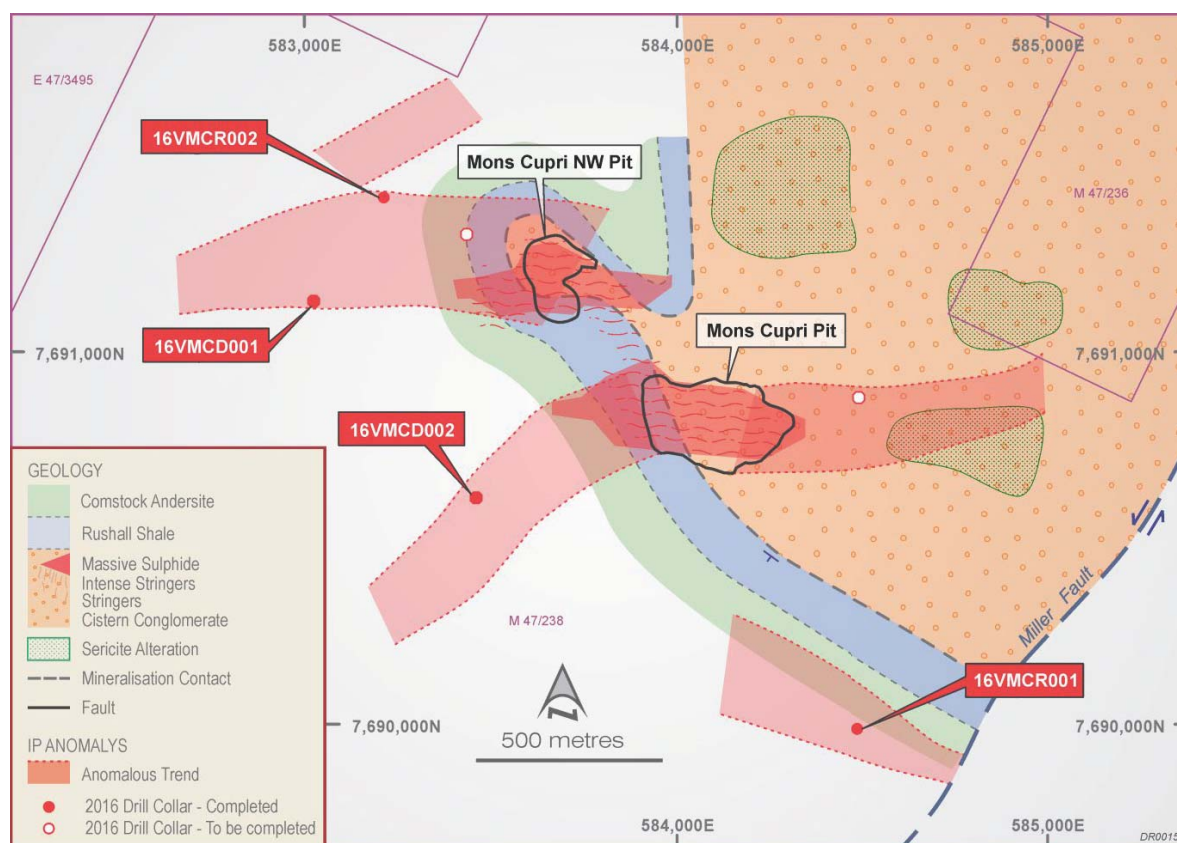 583,000E
584,000E
585,000E
E 47/3495
16VMCR002
Mons Cupri NW Pit
M 47/236
16VMCD001
Mons Cupri Pit
7,691,000N
7,691,000N
16VMCD002
GEOLOGY
Comstock Andersite
Rushall Shale
Massive Sulphide
Intense Stringers
Stringers
Cistern Conglomerate
Sericite Alteration
Mineralisation Contact
Fault
IP ANOMALYS
Anomalous Trend
2016 Drill Collar - Completed
2016 Drill Collar - To be completed
M 47/238
Miller Fault
16VMCR001
N
7,690,000N
7,690,000N
500 metres
584,000E
585,000E
DR0015